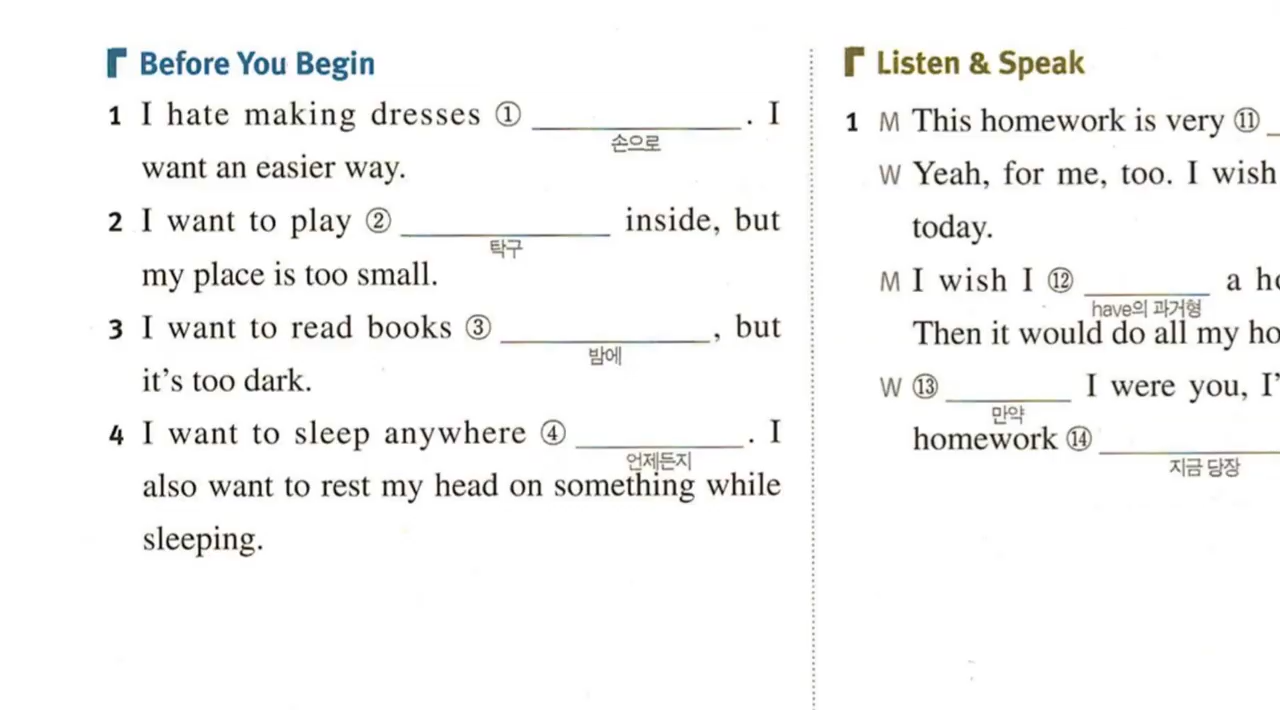 Before You Begin
1 I hate making dresses ① ____________ . I
손으로
want an easier way.
2 I want to play ② ____________ inside, but
탁구
my place is too small.
3 I want to read books ③ ____________ , but
밤에
it's too dark.
4 I want to sleep anywhere ④ __________ . I
언제든지
also want to rest my head on something while
sleeping.
Listen & Speak
1 M This homework is very ⑪
W Yeah, for me, too. I wish
today.
M I wish I ⑫ ________ a
have의 과거형
Then it would do all my
W ⑬ ________ I were you,
만약
homework ⑭ ____________
지금 당장